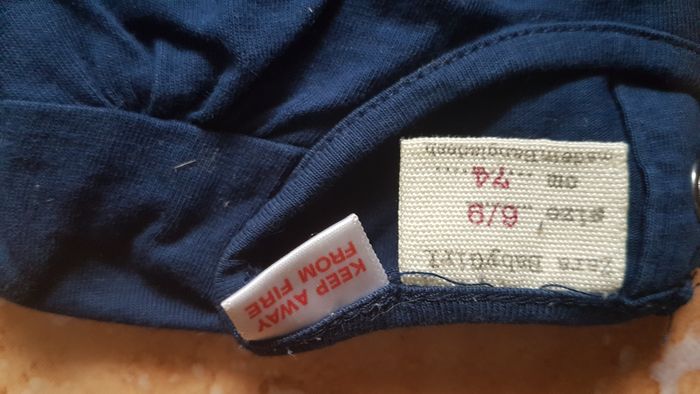 Zara BabyGirl
size, ..6/9
cm ...74.....
made in Bangladesh
KEEP AWAY
FROM FIRE